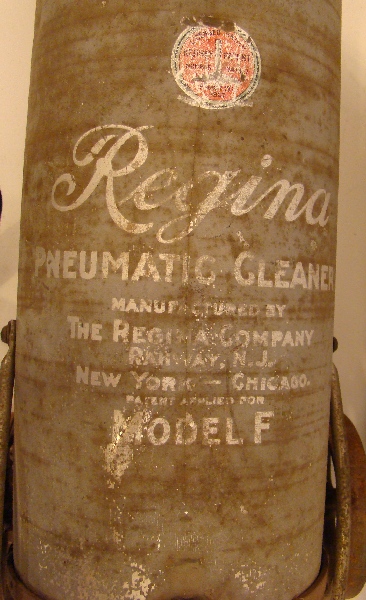 Regina
PNEUMATIC CLEANER
MANUFACTURED BY
THE REGINA COMPANY
RAHWAY, N.J.
NEW YORK — CHICAGO.
PATENT APPLIED FOR
MODEL F